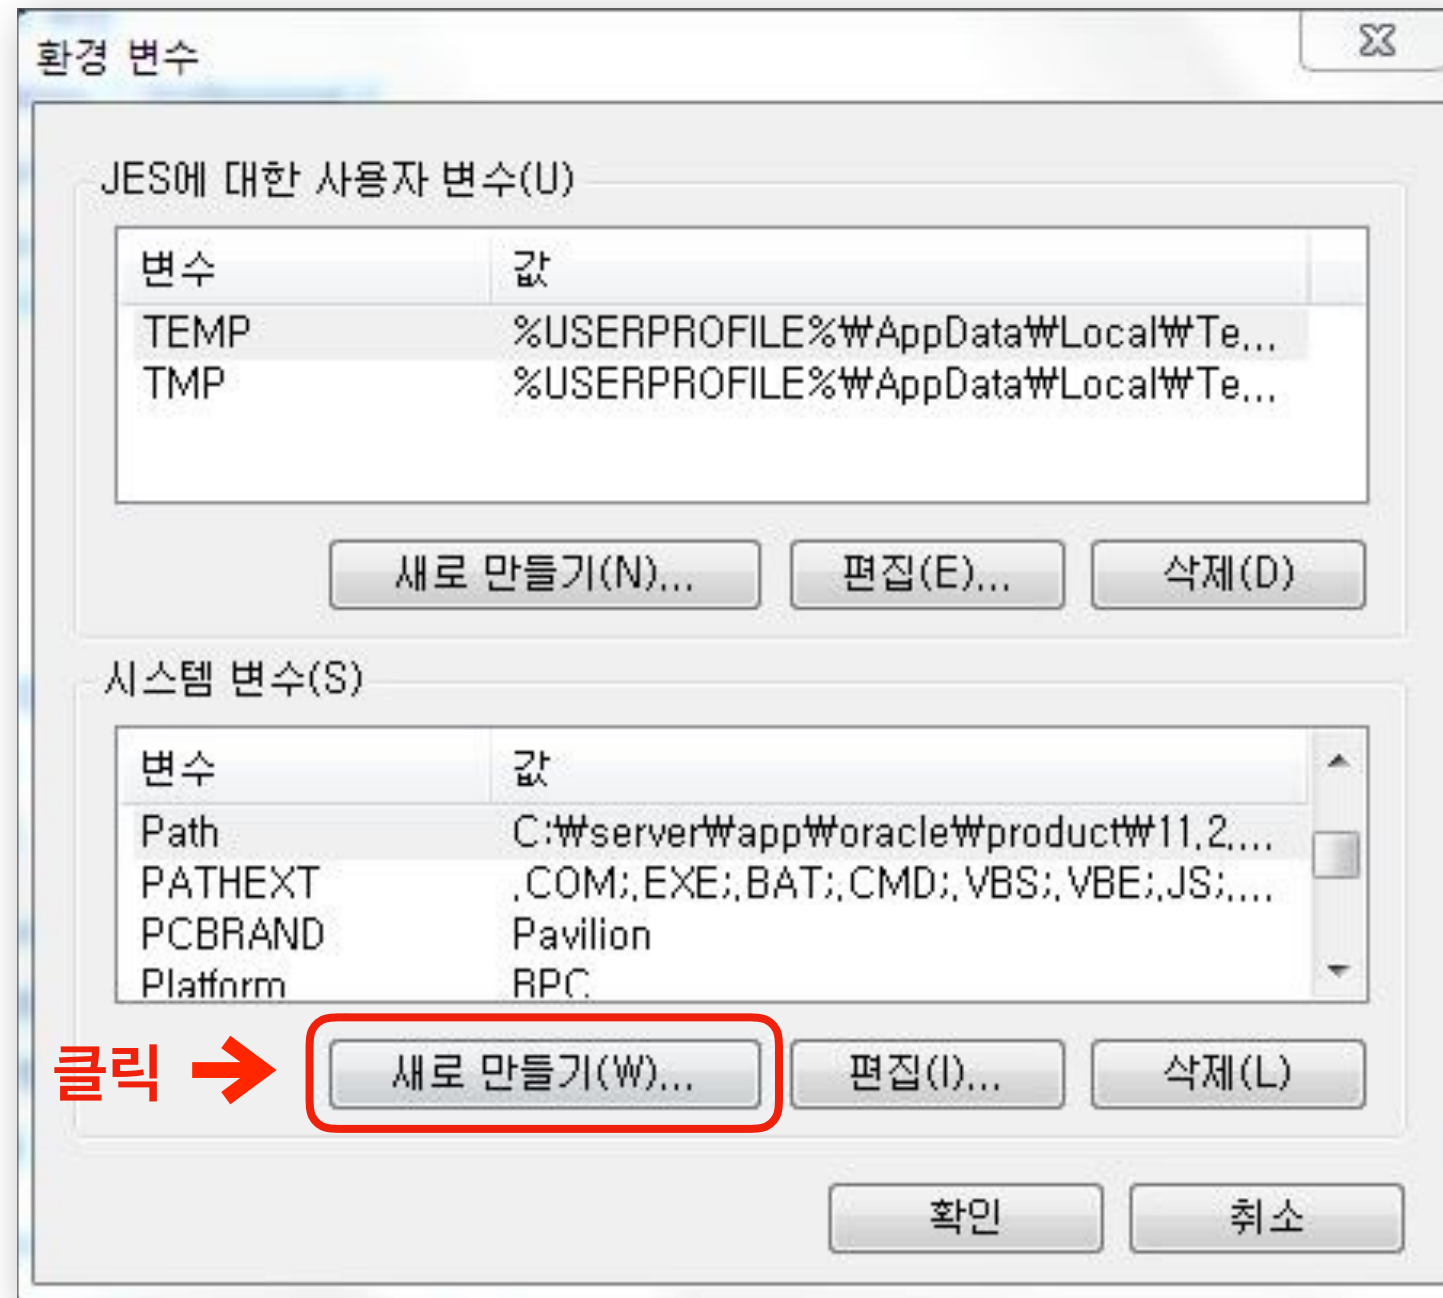 환경 변수
JES에 대한 사용자 변수(U)
변수 값
TEMP %USERPROFILE%₩AppData₩Local₩Te...
TMP %USERPROFILE%₩AppData₩Local₩Te...
새로 만들기(N)... 편집(E)... 삭제(D)
시스템 변수(S)
변수 값
Path C:₩server₩app₩oracle₩product₩11.2....
PATHEXT .COM;.EXE;.BAT;.CMD;.VBS;.VBE;.JS;....
PCBRAND Pavilion
Platform BPC
클릭 → 새로 만들기(W)... 편집(I)... 삭제(L)
확인 취소